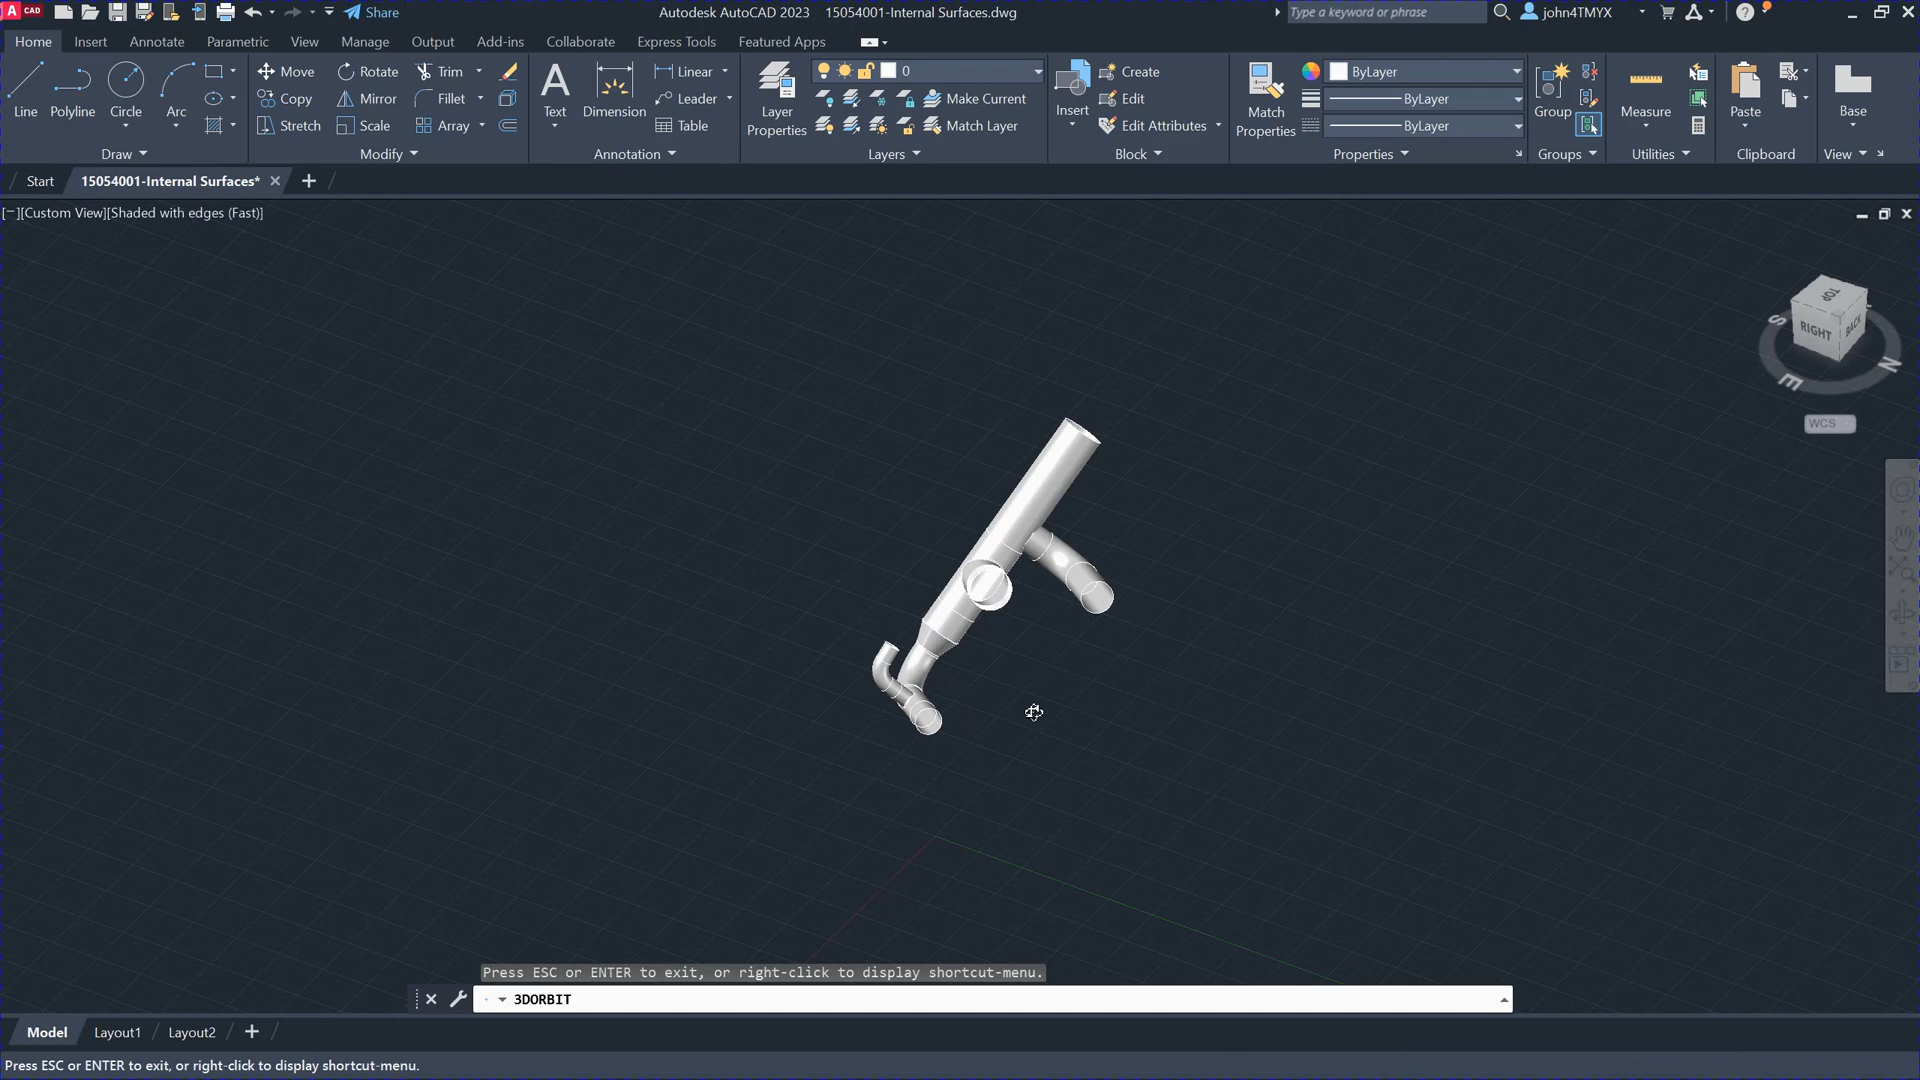 A CAD Share Autodesk AutoCAD 2023 15054001-Internal Surfaces.dwg Type a keyword or phrase john4TMYX
Home Insert Annotate Parametric View Manage Output Add-ins Collaborate Express Tools Featured Apps
Line Polyline Circle Arc
Move Rotate Trim
Copy Mirror Fillet
Stretch Scale Array
Text Dimension
Linear
Leader
Table
Layer
Properties
0
Make Current
Match Layer
Insert
Create
Edit
Edit Attributes
Match
Properties
ByLayer
ByLayer
ByLayer
Group
Measure
Paste
Base
Draw Modify Annotation Layers Block Properties Groups Utilities Clipboard View
Start 15054001-Internal Surfaces*
[−][Custom View][Shaded with edges (Fast)]
TOP
RIGHT
BACK
S
N
E
WCS
Press ESC or ENTER to exit, or right-click to display shortcut-menu.
3DORBIT
Model Layout1 Layout2
Press ESC or ENTER to exit, or right-click to display shortcut-menu.